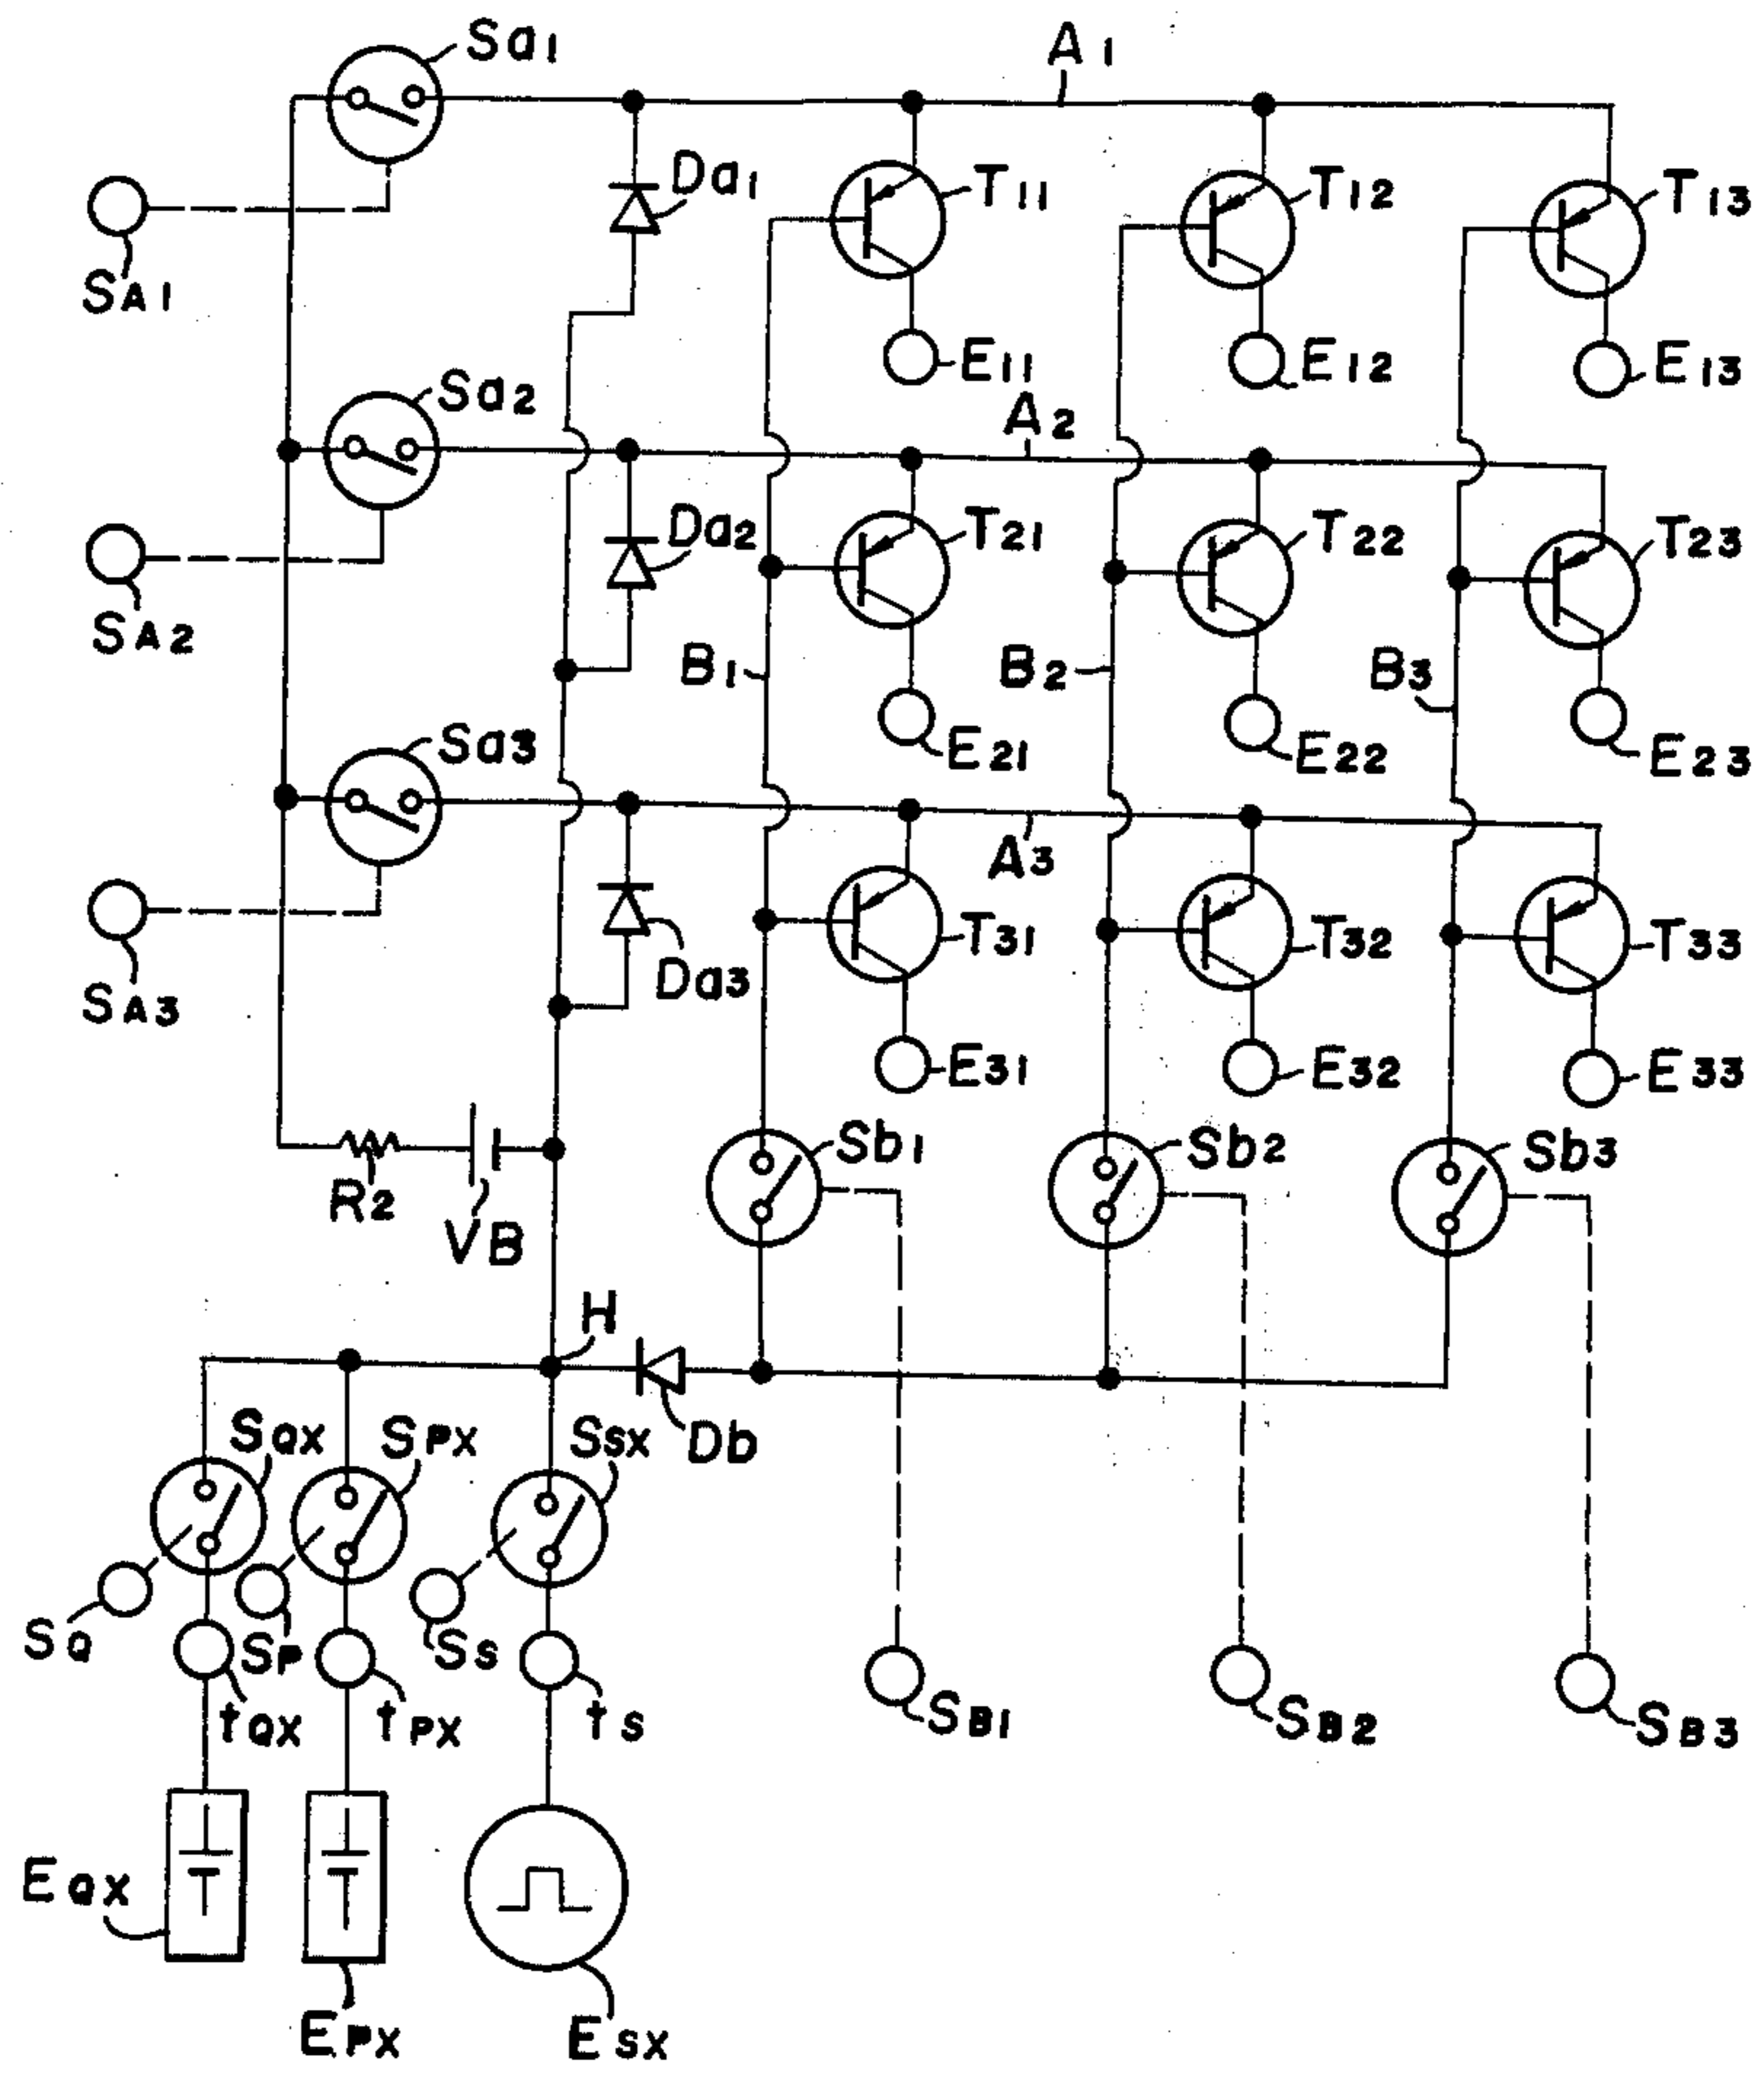 Sa1
A1
Da1
T11
T12
T13
SA1
E11
E12
E13
Sa2
A2
Da2
T21
T22
T23
SA2
B1
B2
B3
E21
E22
E23
Sa3
A3
Da3
T31
T32
T33
SA3
E31
E32
E33
R2
VB
Sb1
Sb2
Sb3
H
SQX
SPX
SSX
Db
SQ
SP
SS
tQX
tPX
tS
SB1
SB2
SB3
EQX
EPX
ESX